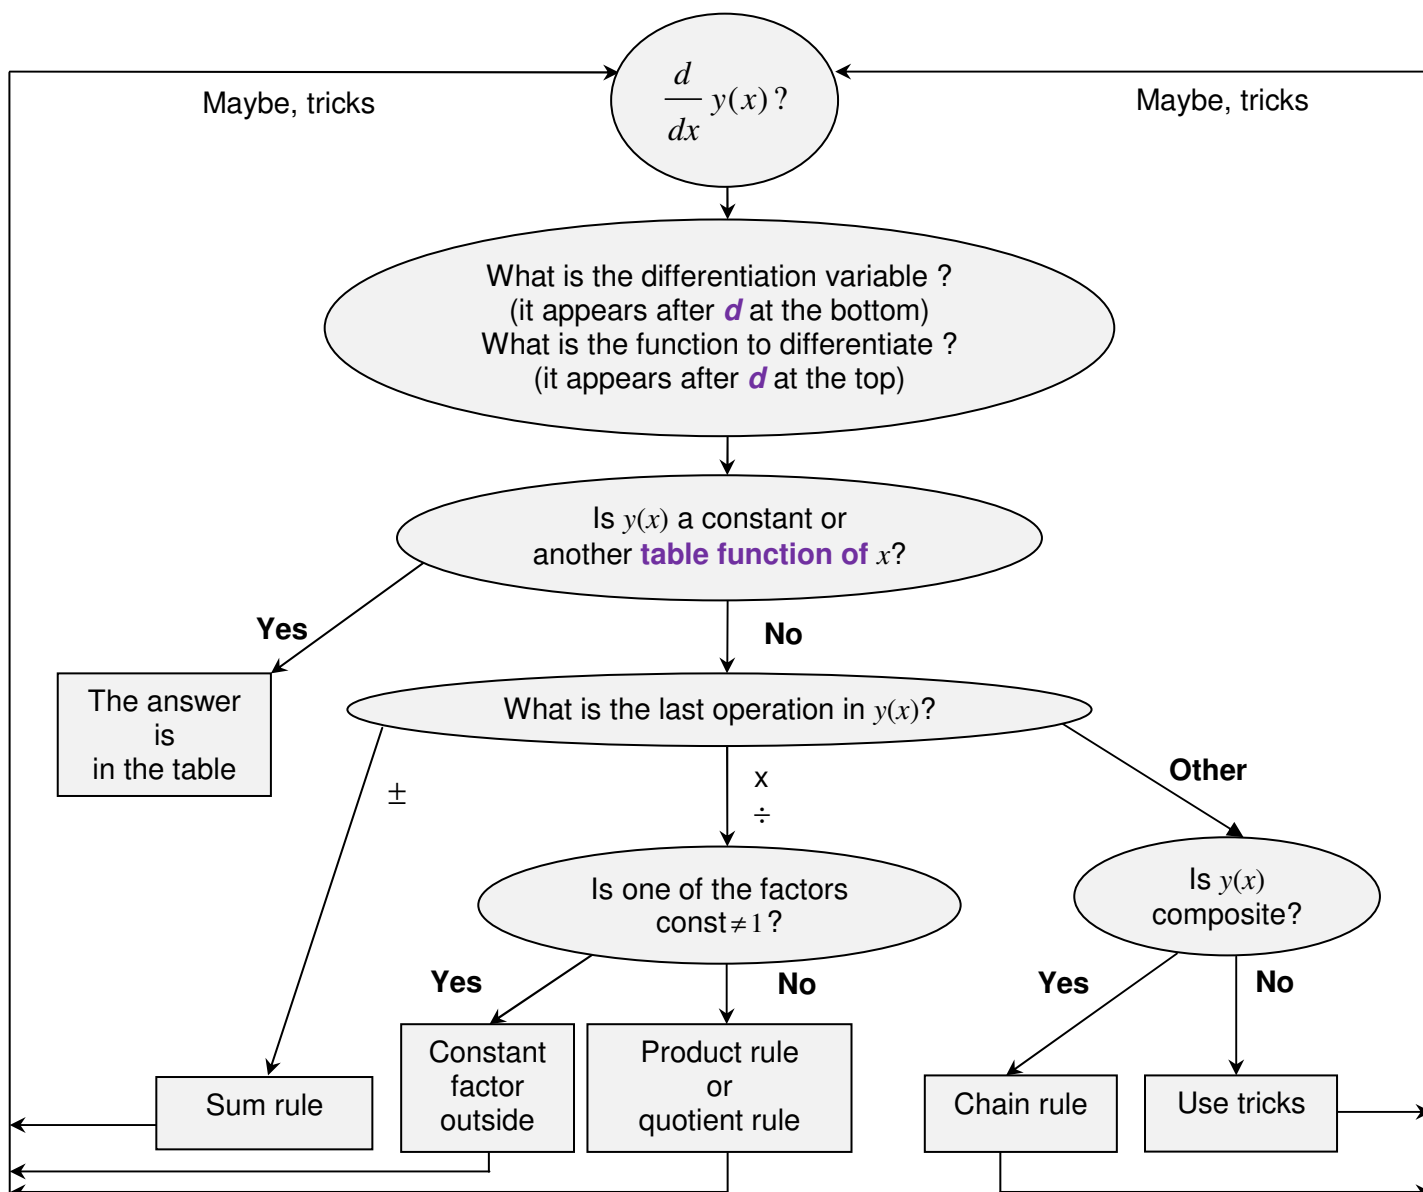 d
dx
y(x) ?
Maybe, tricks
Maybe, tricks
What is the differentiation variable ?
(it appears after d at the bottom)
What is the function to differentiate ?
(it appears after d at the top)
Is y(x) a constant or
another table function of x?
Yes
No
The answer
is
in the table
What is the last operation in y(x)?
±
x
÷
Other
Is one of the factors
const ≠ 1 ?
Is y(x)
composite?
Yes
No
Yes
No
Sum rule
Constant
factor
outside
Product rule
or
quotient rule
Chain rule
Use tricks